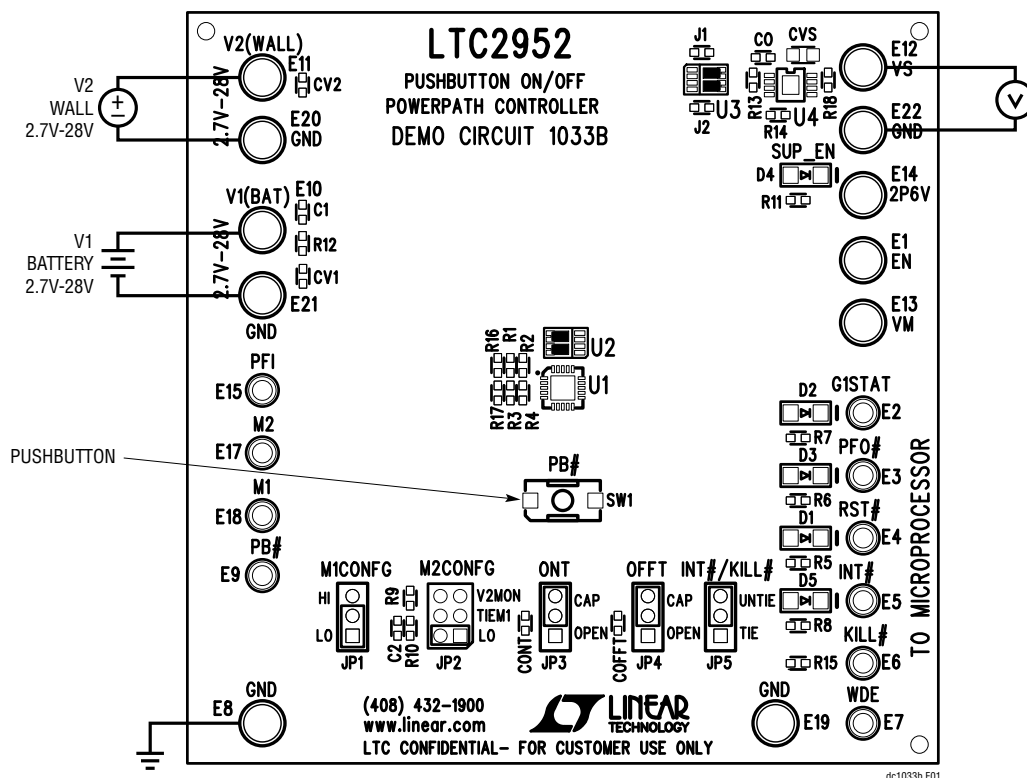 LTC2952
PUSHBUTTON ON/OFF
POWERPATH CONTROLLER
DEMO CIRCUIT 1033B
V2(WALL)
E11
CV2
2.7V-28V
E20
GND
V2
WALL
2.7V-28V
V1(BAT)
E10
C1
R12
CV1
2.7V-28V
E21
GND
V1
BATTERY
2.7V-28V
J1
J2
U3
CO
CVS
R13
U4
R18
R14
E12
VS
E22
GND
V
SUP_EN
D4
R11
E14
2P6V
E1
EN
E13
VM
PFI
E15
M2
E17
M1
E18
PB#
E9
R16
R1
R2
U2
R17
R3
R4
U1
PUSHBUTTON
PB#
SW1
D2
G1STAT
E2
R7
D3
PFO#
E3
R6
D1
RST#
E4
R5
D5
INT#
E5
R8
KILL#
R15
E6
WDE
E7
TO MICROPROCESSOR
M1CONFG
HI
LO
JP1
R9
C2
R10
M2CONFG
V2MON
TIEM1
LO
JP2
ONT
CAP
OPEN
CONT
JP3
OFFT
CAP
OPEN
COFFT
JP4
INT#/KILL#
UNTIE
TIE
JP5
GND
E8
GND
E19
(408) 432-1900
www.linear.com
LINEAR
TECHNOLOGY
LTC CONFIDENTIAL- FOR CUSTOMER USE ONLY
dc1033b F01